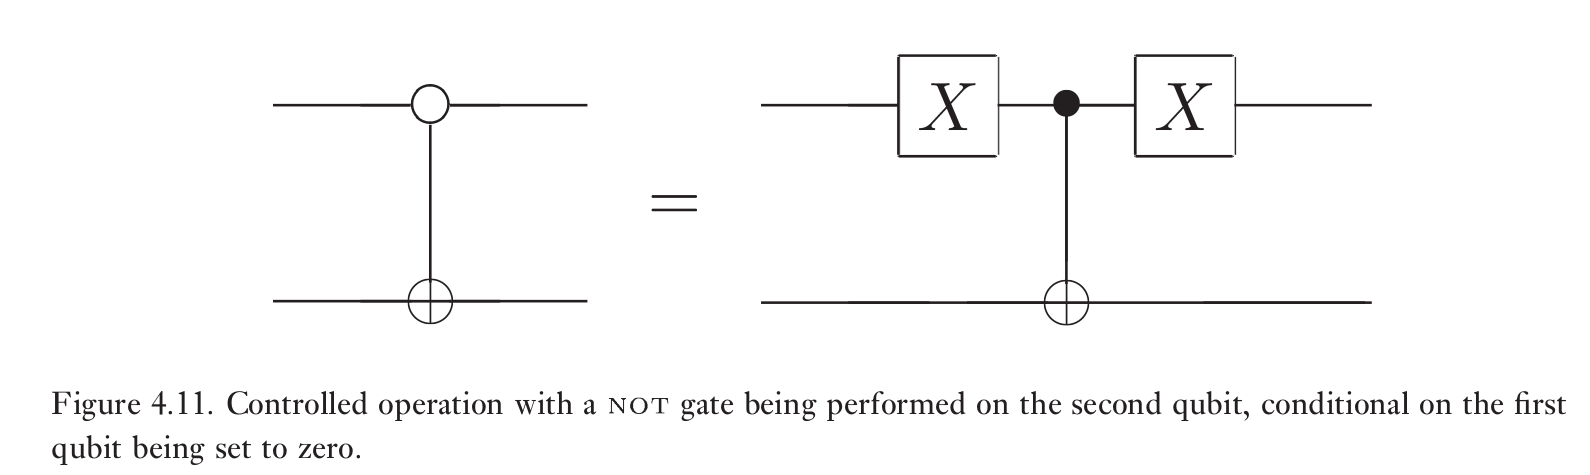 X X
=
Figure 4.11. Controlled operation with a NOT gate being performed on the second qubit, conditional on the first
qubit being set to zero.